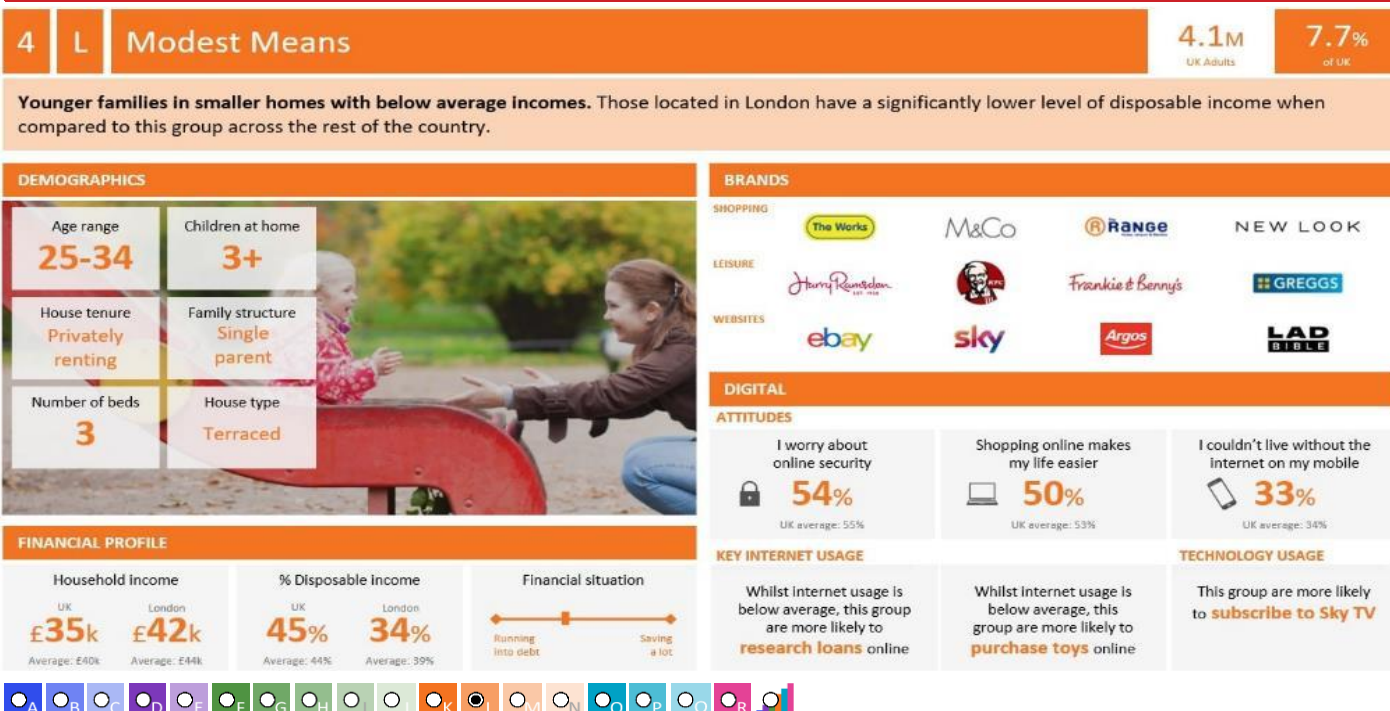 4 L Modest Means
4.1M
UK Adults
7.7%
of UK
Younger families in smaller homes with below average incomes. Those located in London have a significantly lower level of disposable income when
compared to this group across the rest of the country.
DEMOGRAPHICS
Age range
25-34
Children at home
3+
House tenure
Privately
renting
Family structure
Single
parent
Number of beds
3
House type
Terraced
FINANCIAL PROFILE
Household income
UK
£35k
Average: £40k
London
£42k
Average: £44k
% Disposable income
UK
45%
Average: 44%
London
34%
Average: 39%
Financial situation
Running
into debt
Saving
a lot
BRANDS
SHOPPING
The Works
M&Co
The RANGE
NEW LOOK
LEISURE
Harry Ramsden
EST. 1928
KFC
Frankie & Benny's
GREGGS
WEBSITES
ebay
sky
Argos
LAD
BIBLE
DIGITAL
ATTITUDES
I worry about
online security
54%
UK average: 55%
Shopping online makes
my life easier
50%
UK average: 53%
I couldn't live without the
internet on my mobile
33%
UK average: 34%
KEY INTERNET USAGE
Whilst internet usage is
below average, this group
are more likely to
research loans online
Whilst internet usage is
below average, this
group are more likely to
purchase toys online
TECHNOLOGY USAGE
This group are more likely
to subscribe to Sky TV
A B C D E F G H I J K L M N O P Q R